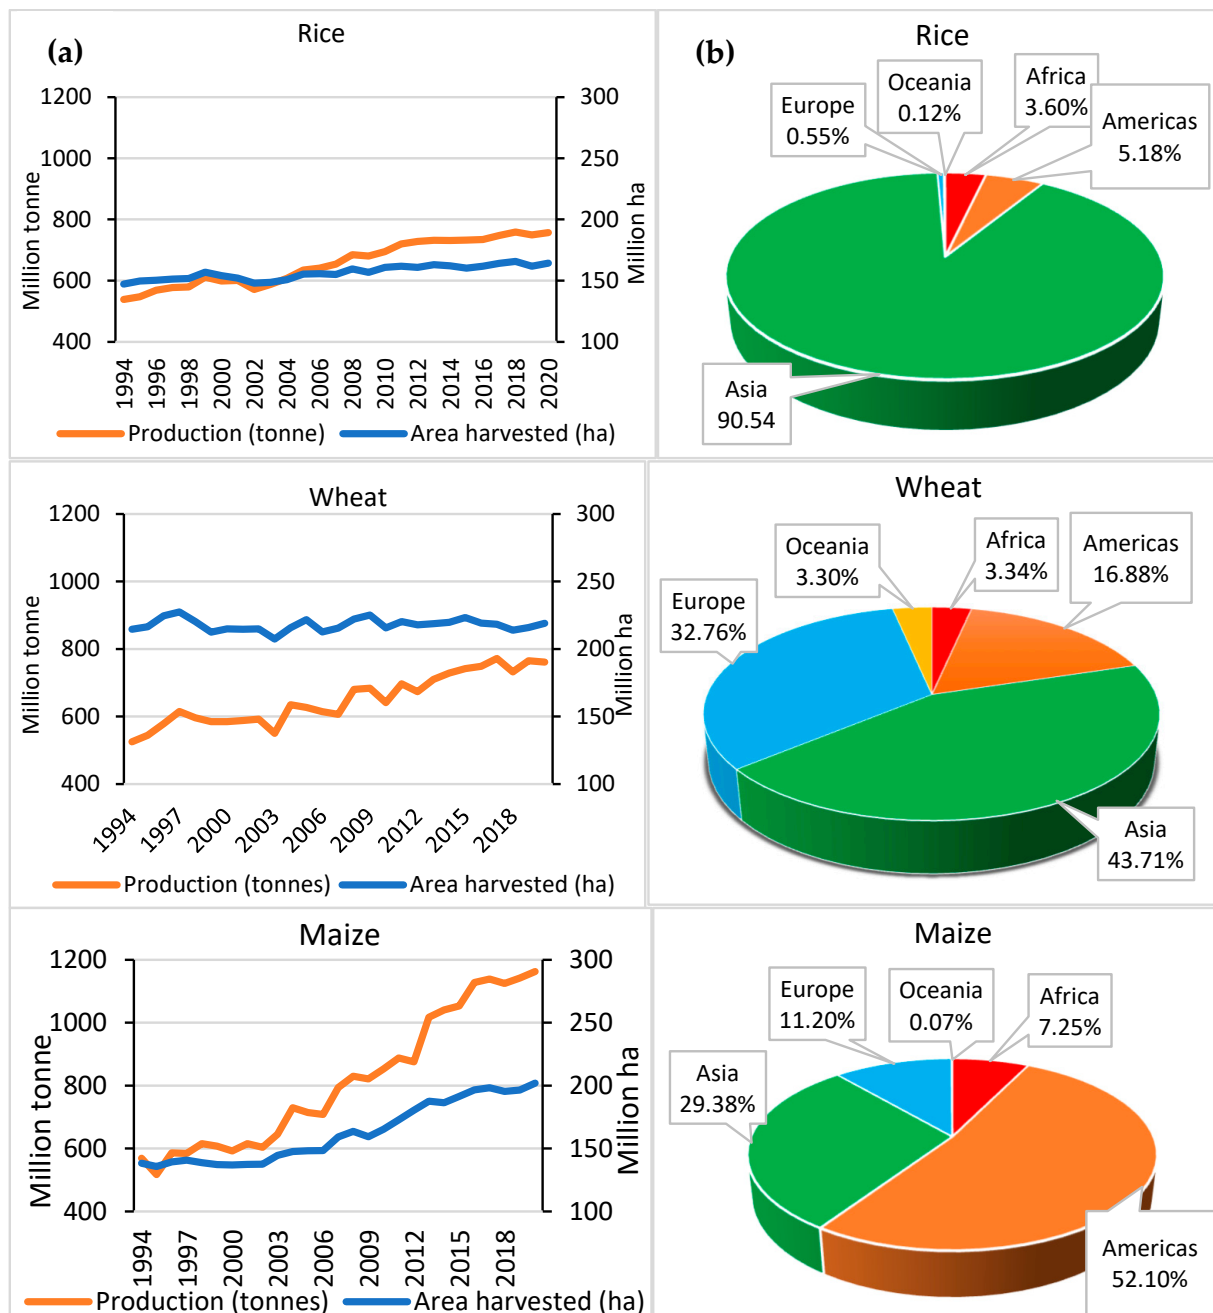 (a)
Rice
1200
1000
800
600
400
Million tonne
300
250
200
150
100
Million ha
1994
1996
1998
2000
2002
2004
2006
2008
2010
2012
2014
2016
2018
2020
Production (tonne)
Area harvested (ha)
(b)
Rice
Europe
0.55%
Oceania
0.12%
Africa
3.60%
Americas
5.18%
Asia
90.54
Wheat
1200
1000
800
600
400
Million tonne
300
250
200
150
100
Million ha
1994
1997
2000
2003
2006
2009
2012
2015
2018
Production (tonnes)
Area harvested (ha)
Wheat
Oceania
3.30%
Africa
3.34%
Americas
16.88%
Europe
32.76%
Asia
43.71%
Maize
1200
1000
800
600
400
Million tonne
300
250
200
150
100
Million ha
1994
1997
2000
2003
2006
2009
2012
2015
2018
Production (tonnes)
Area harvested (ha)
Maize
Europe
11.20%
Oceania
0.07%
Africa
7.25%
Asia
29.38%
Americas
52.10%